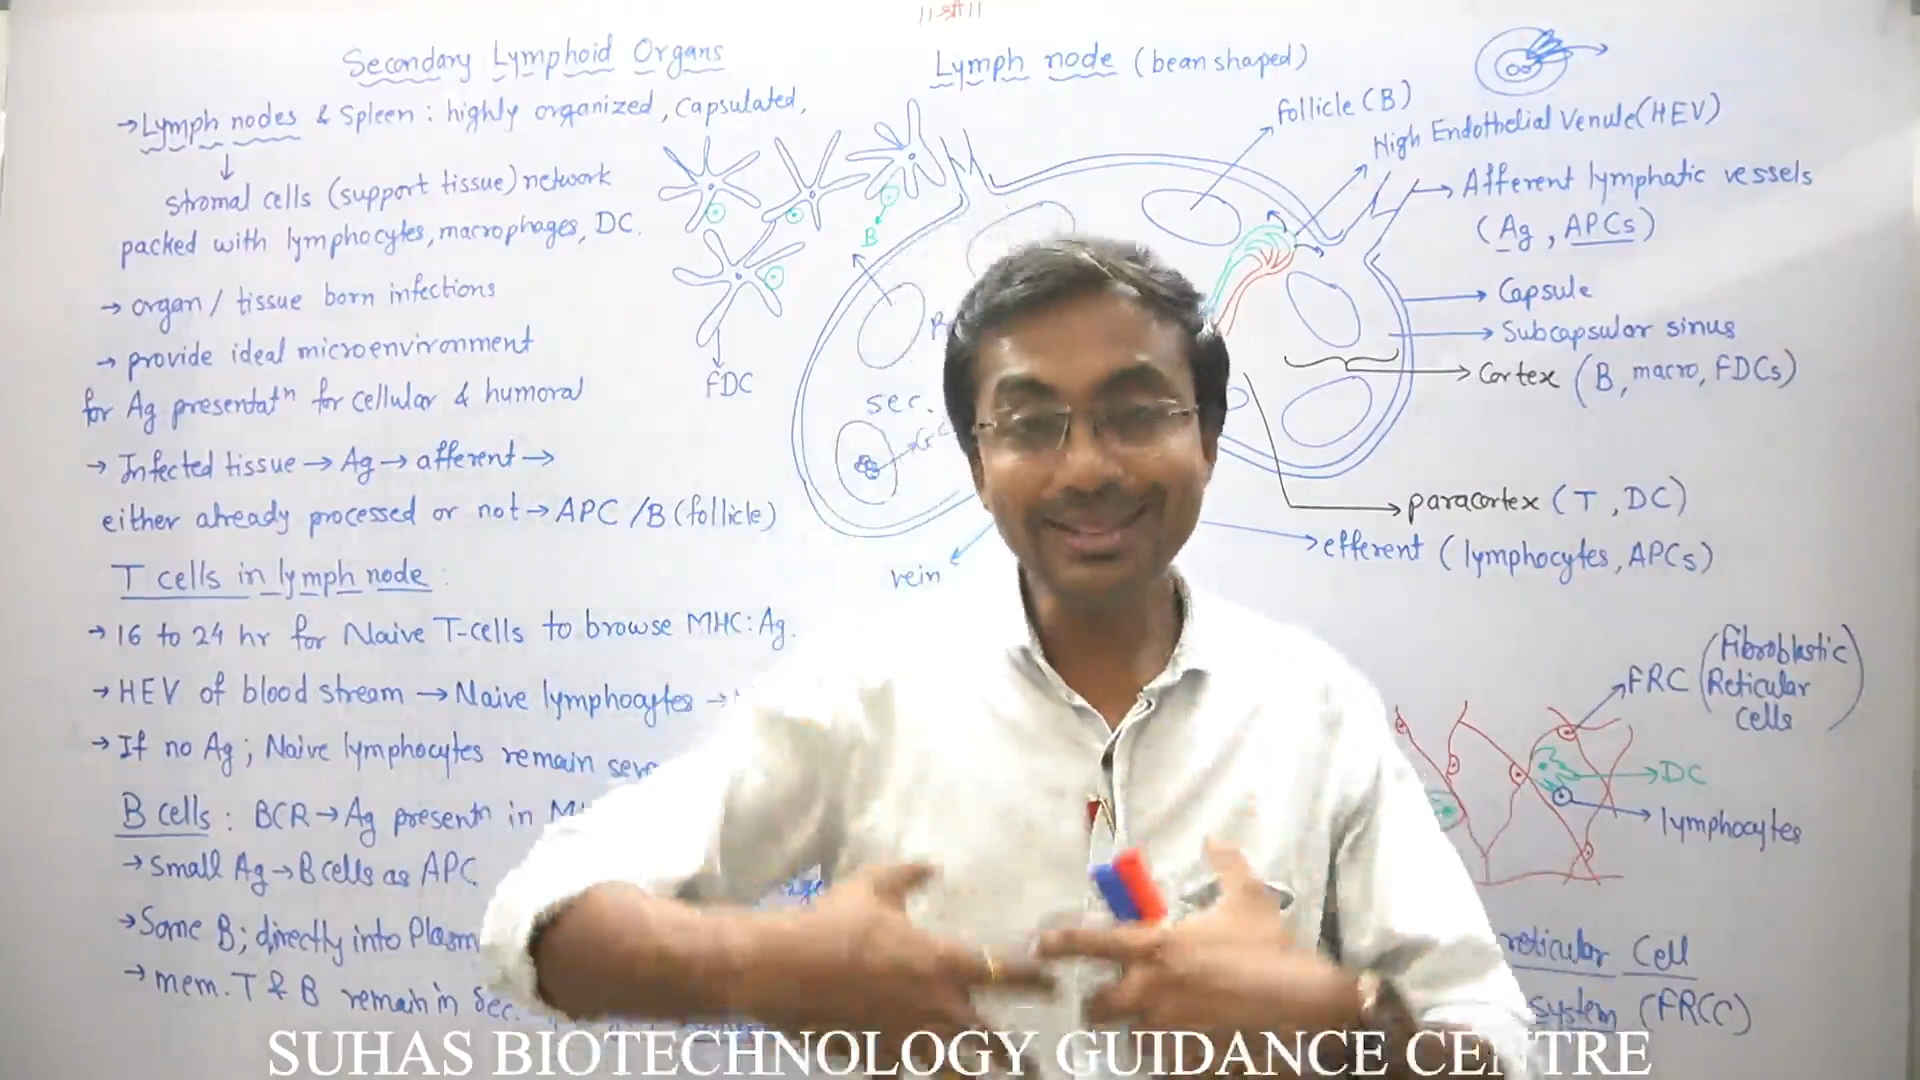 ॥ श्री ॥
Secondary Lymphoid Organs
→ Lymph nodes & Spleen : highly organized, Capsulated,
↓
stromal cells (support tissue) network
packed with lymphocytes, macrophages, DC.
→ organ / tissue born infections
→ provide ideal microenvironment
for Ag presentatⁿ for cellular & humoral
→ Infected tissue → Ag → afferent →
either already processed or not → APC / B (follicle)
T cells in lymph node :
→ 16 to 24 hr for Naive T-cells to browse MHC:Ag.
→ HEV of blood stream → Naive lymphocytes →
→ If no Ag; Naive lymphocytes remain
B cells : BCR → Ag presentⁿ in
→ Small Ag → B cells as APC
→ Some B; directly into
→ mem. T & B remain in Sec.
Lymph node (bean shaped)
follicle (B)
High Endothelial Venule (HEV)
Afferent lymphatic vessels
(Ag, APCs)
Capsule
Subcapsular sinus
Cortex (B, macro, FDCs)
paracortex (T, DC)
efferent (lymphocytes, APCs)
B
FDC
sec.
vein
FRC (Fibroblastic
Reticular
Cells)
DC
lymphocytes
reticular Cell
system (FRCC)
SUHAS BIOTECHNOLOGY GUIDANCE CENTRE